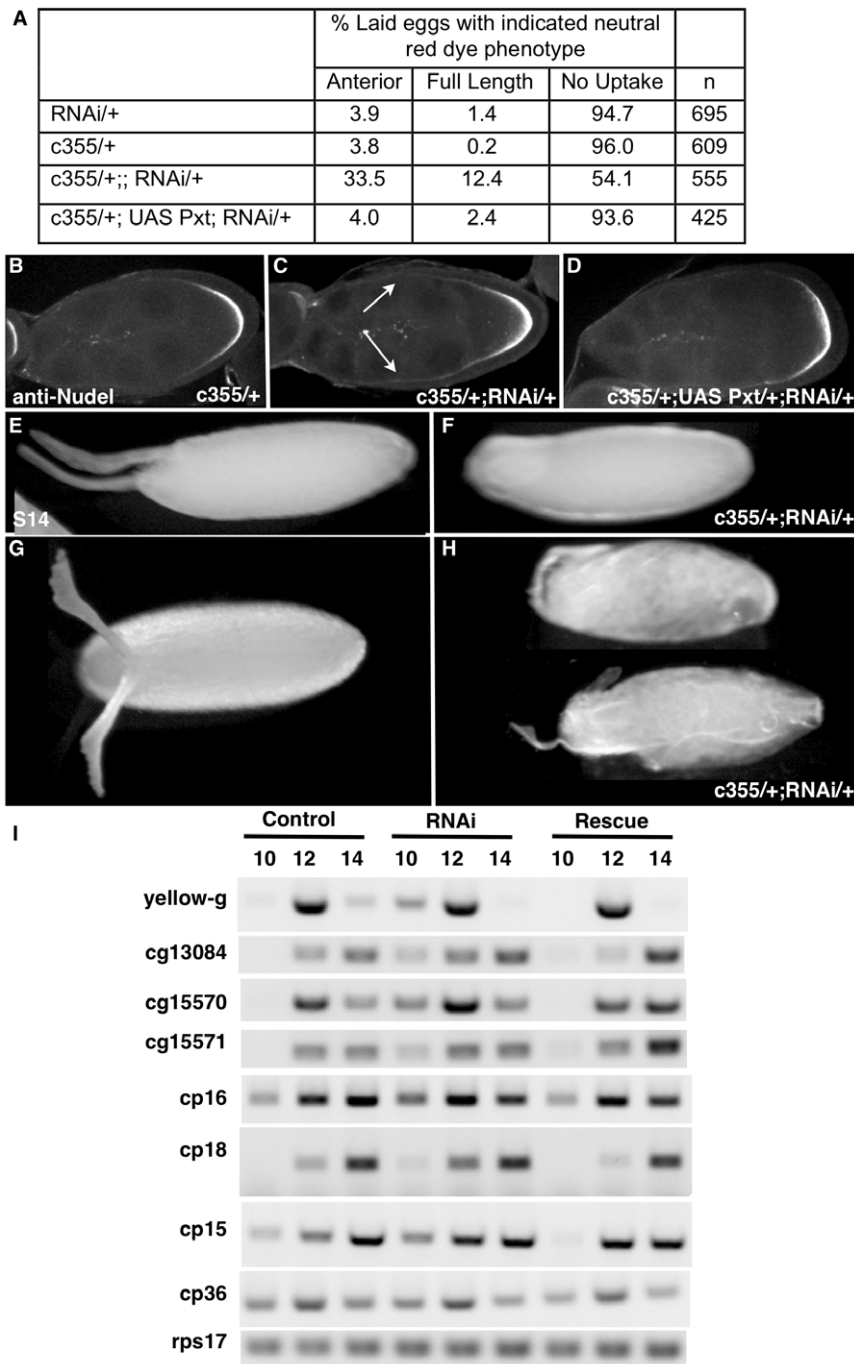 A
% Laid eggs with indicated neutral
red dye phenotype
Anterior Full Length No Uptake n
RNAi/+ 3.9 1.4 94.7 695
c355/+ 3.8 0.2 96.0 609
c355/+;; RNAi/+ 33.5 12.4 54.1 555
c355/+; UAS Pxt; RNAi/+ 4.0 2.4 93.6 425
B C D
anti-Nudel c355/+ c355/+;RNAi/+ c355/+;UAS Pxt/+;RNAi/+
E F
S14 c355/+;RNAi/+
G H
c355/+;RNAi/+
I
Control RNAi Rescue
10 12 14 10 12 14 10 12 14
yellow-g
cg13084
cg15570
cg15571
cp16
cp18
cp15
cp36
rps17